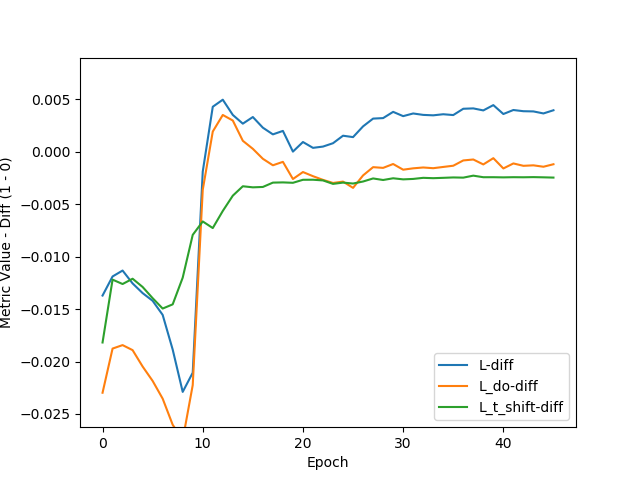 Metric Value - Diff (1 - 0)
0.005
0.000
−0.005
−0.010
−0.015
−0.020
−0.025
0
10
20
30
40
Epoch
L-diff
L_do-diff
L_t_shift-diff